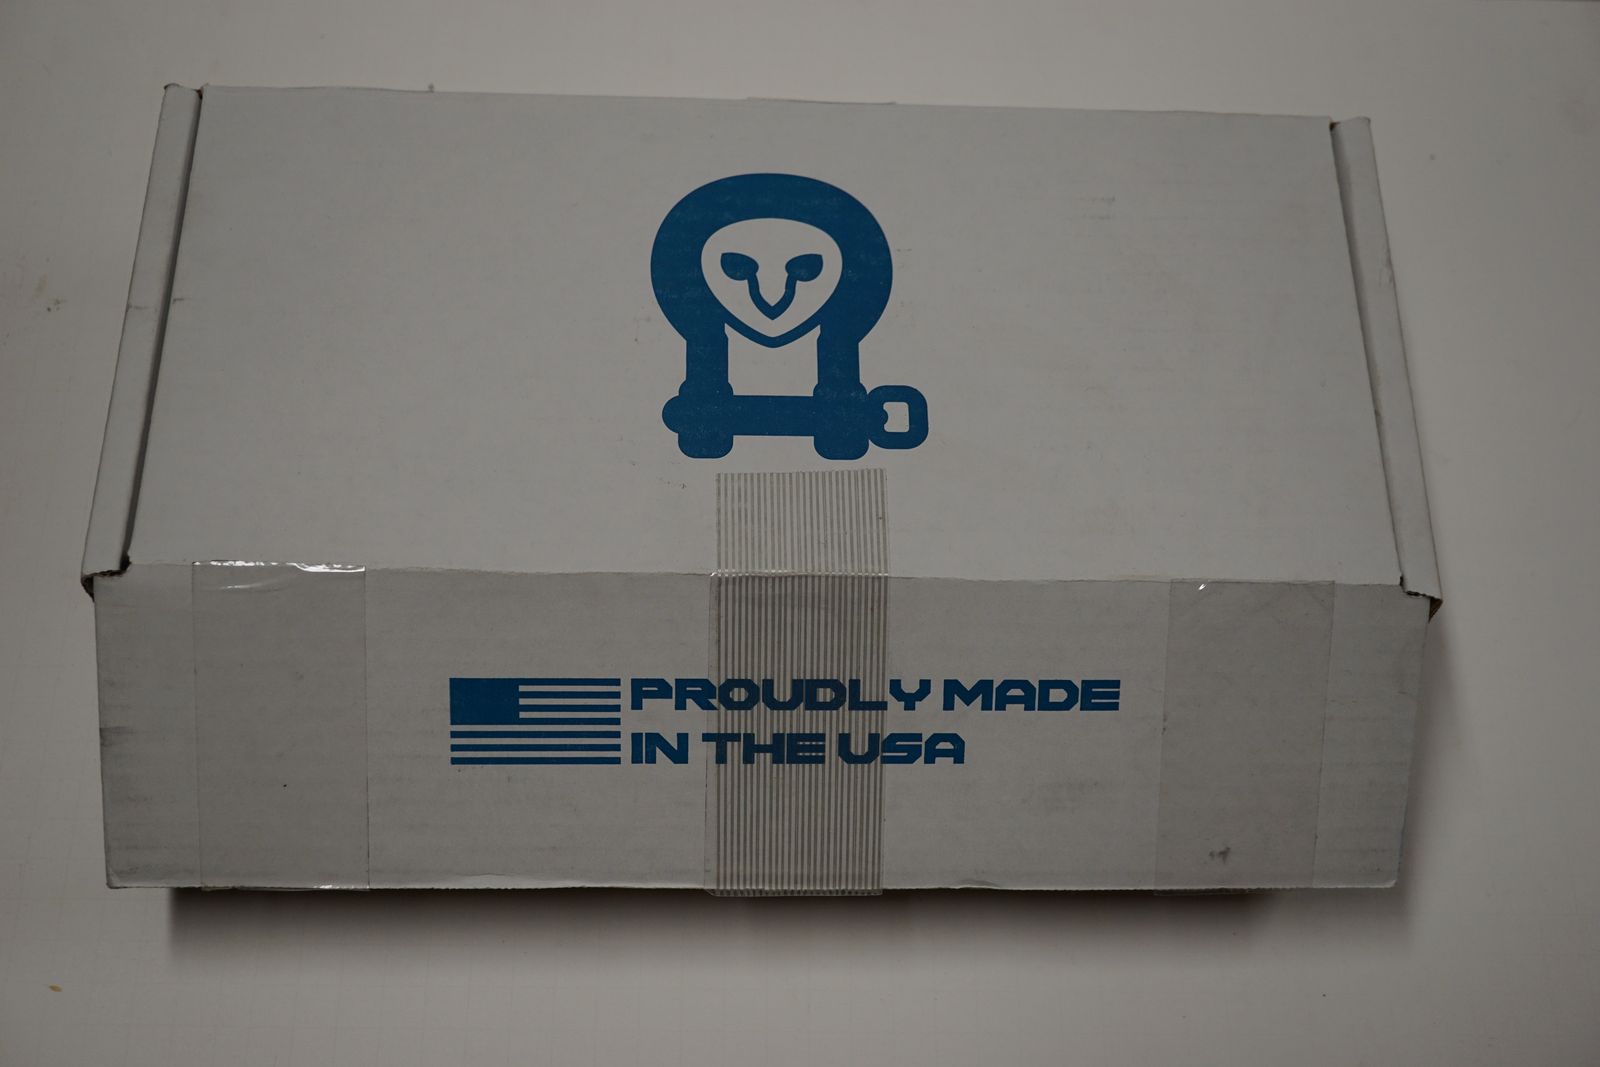 PROUDLY MADE
IN THE USA